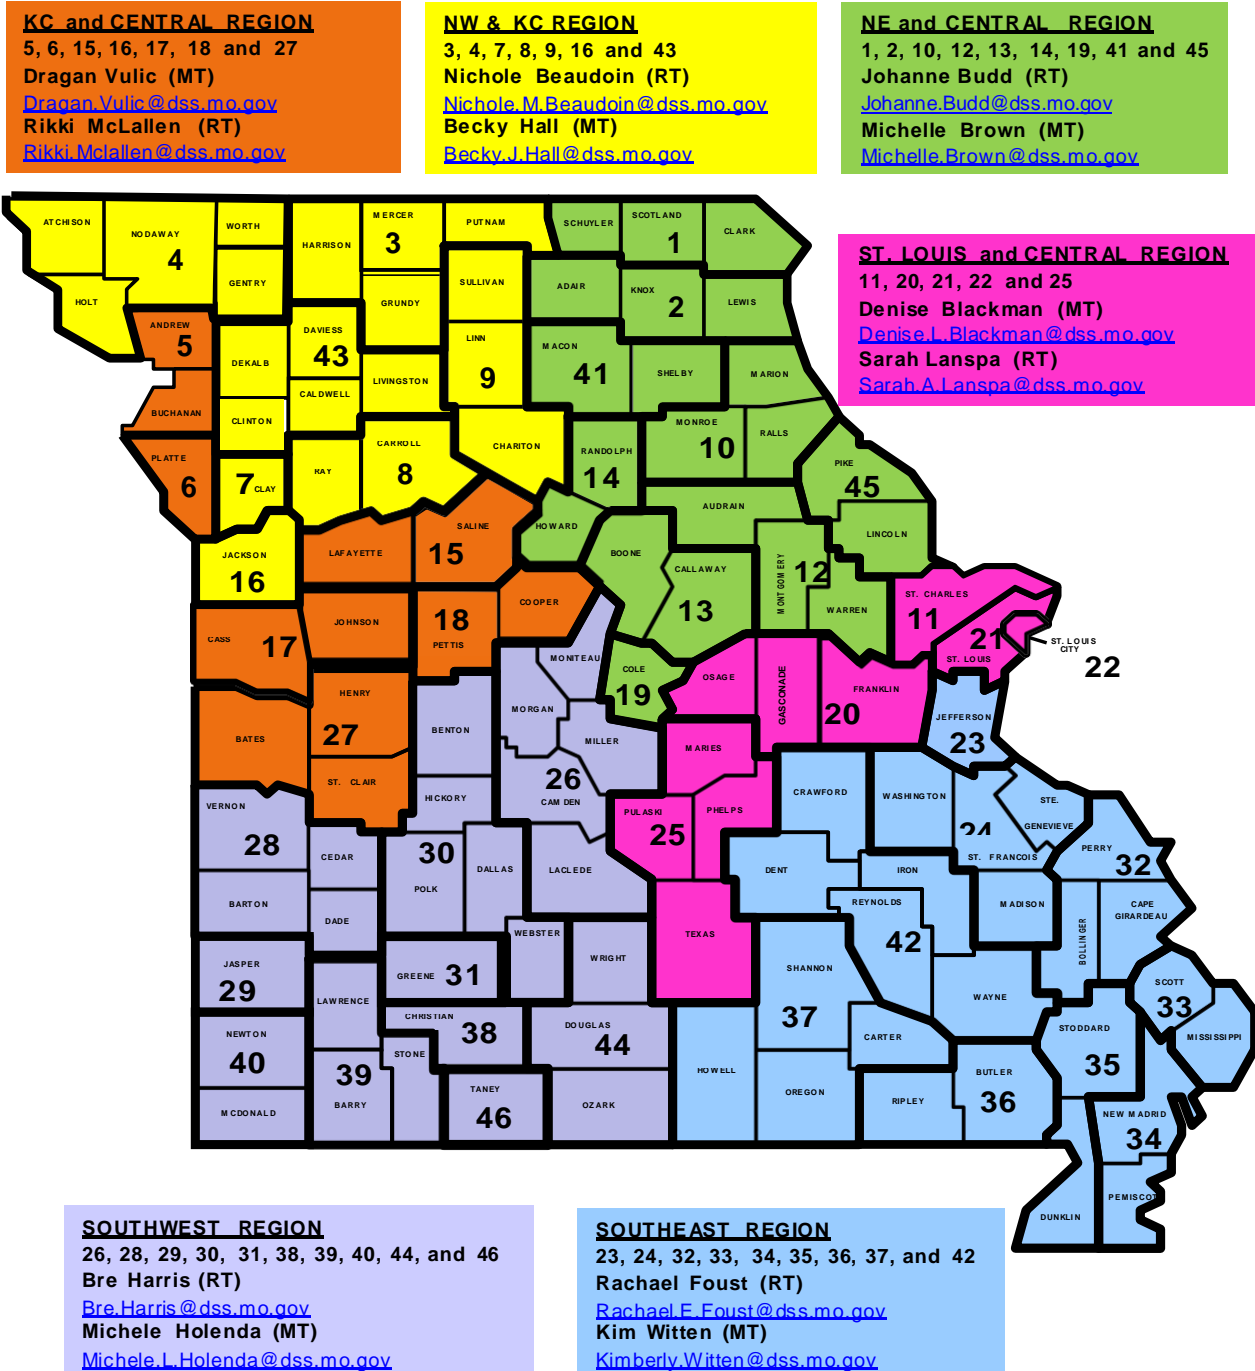 KC and CENTRAL REGION
5, 6, 15, 16, 17, 18 and 27
Dragan Vulic (MT)
Dragan.Vulic@dss.mo.gov
Rikki McLallen (RT)
Rikki.Mclallen@dss.mo.gov
NW & KC REGION
3, 4, 7, 8, 9, 16 and 43
Nichole Beaudoin (RT)
Nichole.M.Beaudoin@dss.mo.gov
Becky Hall (MT)
Becky.J.Hall@dss.mo.gov
NE and CENTRAL REGION
1, 2, 10, 12, 13, 14, 19, 41 and 45
Johanne Budd (RT)
Johanne.Budd@dss.mo.gov
Michelle Brown (MT)
Michelle.Brown@dss.mo.gov
ST. LOUIS and CENTRAL REGION
11, 20, 21, 22 and 25
Denise Blackman (MT)
Denise.L.Blackman@dss.mo.gov
Sarah Lanspa (RT)
Sarah.A.Lanspa@dss.mo.gov
ATCHISON
NODAWAY
4
WORTH
GENTRY
HOLT
HARRISON
MERCER
3
PUTNAM
GRUNDY
SULLIVAN
SCHUYLER
SCOTLAND
1
CLARK
ADAIR
KNOX
2
LEWIS
ANDREW
5
DEKALB
DAVIESS
43
LINN
9
MACON
41
SHELBY
MARION
BUCHANAN
CLINTON
CALDWELL
LIVINGSTON
PLATTE
6
7
CLAY
RAY
CARROLL
8
CHARITON
RANDOLPH
14
MONROE
10
RALLS
PIKE
45
AUDRAIN
LINCOLN
JACKSON
16
LAFAYETTE
15
SALINE
HOWARD
BOONE
CALLAWAY
13
MONTGOMERY
12
WARREN
ST. CHARLES
11
21
ST. LOUIS
ST. LOUIS
CITY
22
CASS
17
JOHNSON
18
PETTIS
COOPER
MONITEAU
COLE
19
OSAGE
GASCONADE
FRANKLIN
20
JEFFERSON
23
BATES
HENRY
27
ST. CLAIR
BENTON
MORGAN
MILLER
26
CAMDEN
MARIES
PHELPS
PULASKI
25
CRAWFORD
WASHINGTON
24
STE.
GENEVIEVE
ST. FRANCOIS
PERRY
32
VERNON
28
HICKORY
CEDAR
30
POLK
DALLAS
LACLEDE
DENT
IRON
REYNOLDS
42
MADISON
BOLLINGER
CAPE
GIRARDEAU
BARTON
DADE
WEBSTER
WRIGHT
TEXAS
SHANNON
37
WAYNE
SCOTT
33
MISSISSIPPI
JASPER
29
GREENE
31
LAWRENCE
CHRISTIAN
38
DOUGLAS
44
CARTER
STODDARD
35
NEWTON
40
39
BARRY
STONE
TANEY
46
OZARK
HOWELL
OREGON
RIPLEY
BUTLER
36
NEW MADRID
34
MCDONALD
DUNKLIN
PEMISCOT
SOUTHWEST REGION
26, 28, 29, 30, 31, 38, 39, 40, 44, and 46
Bre Harris (RT)
Bre.Harris@dss.mo.gov
Michele Holenda (MT)
Michele.L.Holenda@dss.mo.gov
SOUTHEAST REGION
23, 24, 32, 33, 34, 35, 36, 37, and 42
Rachael Foust (RT)
Rachael.E.Foust@dss.mo.gov
Kim Witten (MT)
Kimberly.Witten@dss.mo.gov